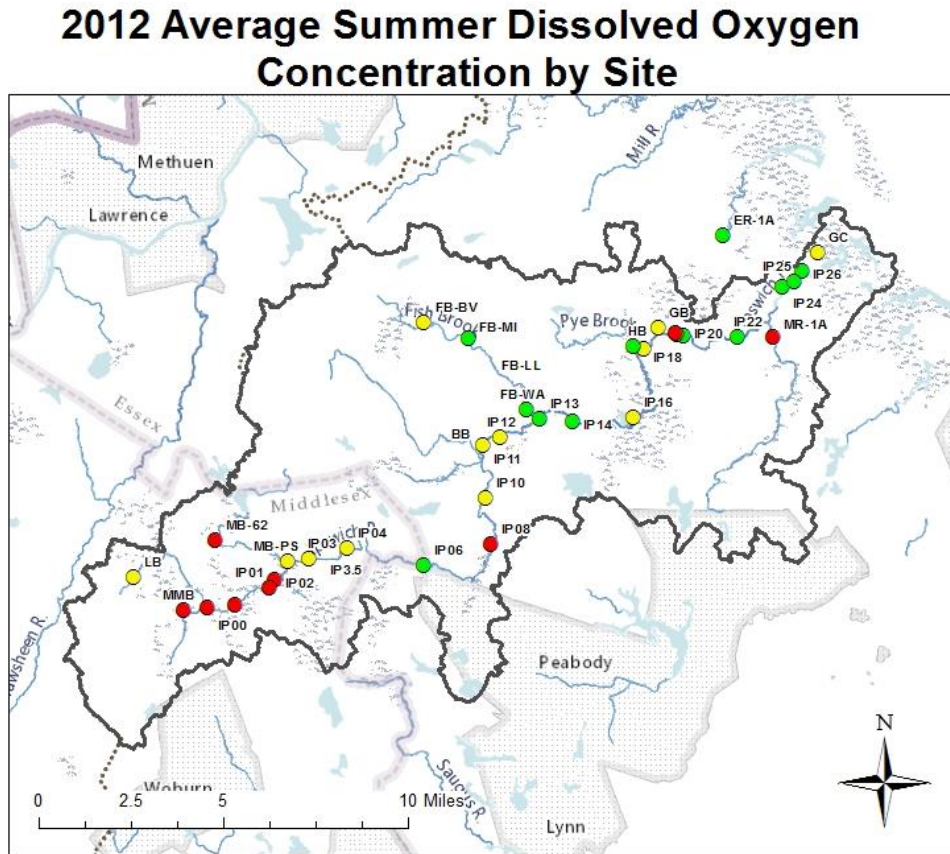 2012 Average Summer Dissolved Oxygen
Concentration by Site
Methuen
Lawrence
Mill R
ER-1A
GC
IP25
IP26
IP24
FB-BV
Fish Brook
FB-MI
Pye Brook
GB
HB
IP20
IP22
MR-1A
IP18
FB-LL
FB-WA
IP13
IP16
IP14
Essex
BB
IP12
IP11
Middlesex
IP10
MB-62
IP08
MB-PS
IP03
IP04
IP3.5
IP06
LB
IP01
IP02
MMB
IP00
Peabody
N
Woburn
Saugus R
0 2.5 5 10 Miles
Lynn